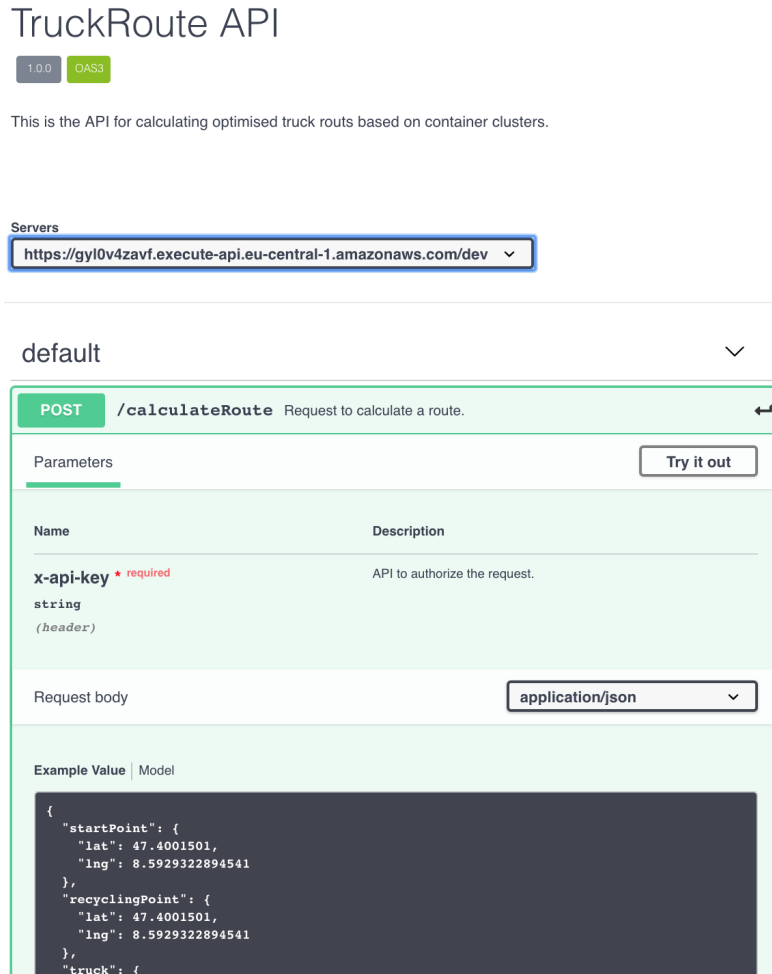 TruckRoute API
1.0.0 OAS3
This is the API for calculating optimised truck routs based on container clusters.
Servers
https://gyl0v4zavf.execute-api.eu-central-1.amazonaws.com/dev
default
POST /calculateRoute Request to calculate a route.
Parameters Try it out
Name Description
x-api-key * required API to authorize the request.
string
(header)
Request body application/json
Example Value Model
{
"startPoint": {
"lat": 47.4001501,
"lng": 8.5929322894541
},
"recyclingPoint": {
"lat": 47.4001501,
"lng": 8.5929322894541
},
"truck": {